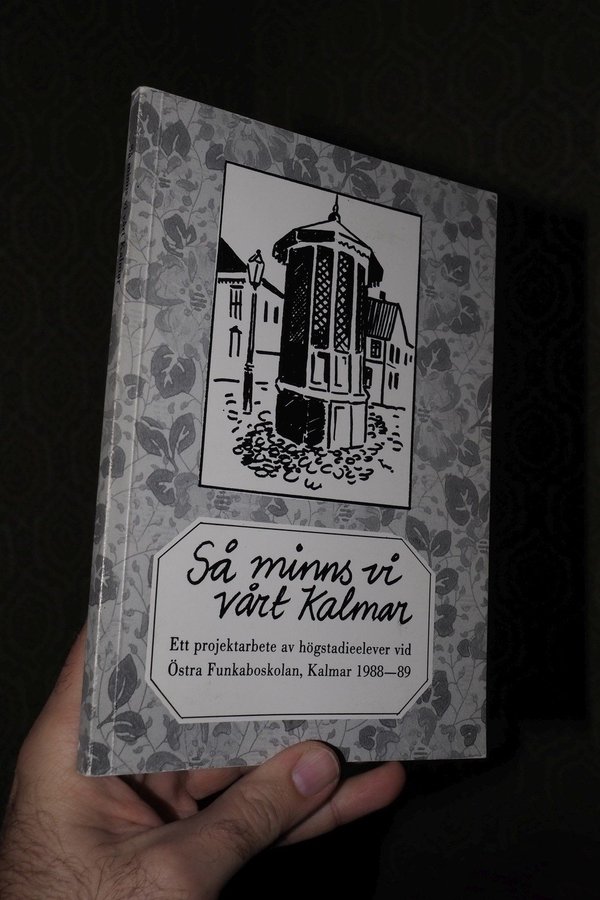 Så minns vi
vårt Kalmar
Ett projektarbete av högstadieelever vid
Östra Funkaboskolan, Kalmar 1988—89